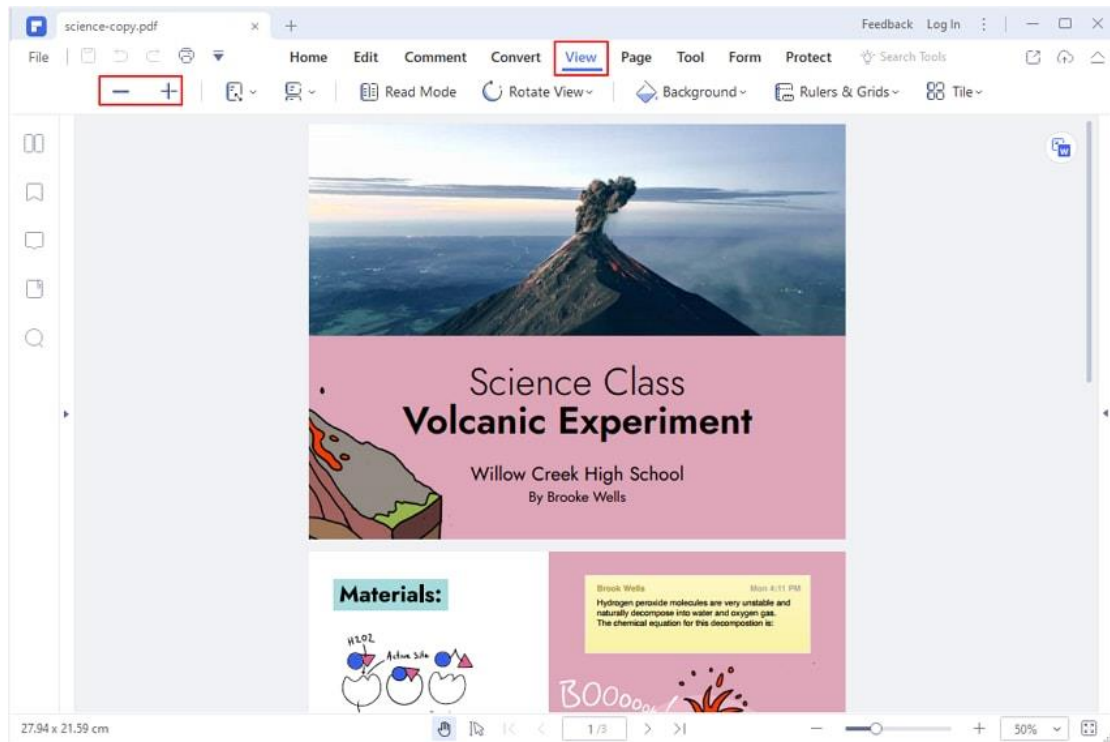 science-copy.pdf
Feedback Log In
File
Home Edit Comment Convert View Page Tool Form Protect Search Tools
Read Mode Rotate View Background Rulers & Grids Tile
Science Class
Volcanic Experiment
Willow Creek High School
By Brooke Wells
Materials:
H2O2
Active Site
Brook Wells Mon 4:11 PM
Hydrogen peroxide molecules are very unstable and
naturally decompose into water and oxygen gas.
The chemical equation for this decompostion is:
BOOoooo!
27.94 x 21.59 cm
1/3
50%